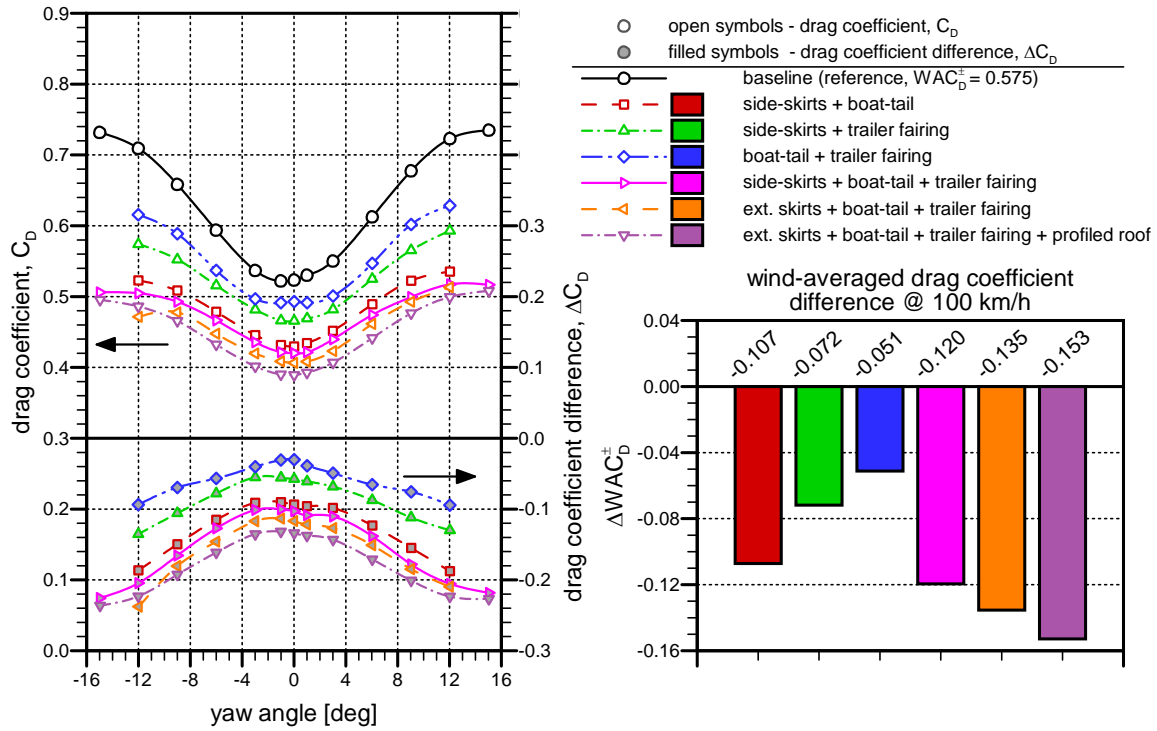 open symbols - drag coefficient, C_D
filled symbols - drag coefficient difference, ΔC_D
baseline (reference, WAC_D^± = 0.575)
side-skirts + boat-tail
side-skirts + trailer fairing
boat-tail + trailer fairing
side-skirts + boat-tail + trailer fairing
ext. skirts + boat-tail + trailer fairing
ext. skirts + boat-tail + trailer fairing + profiled roof
drag coefficient, C_D
0.9
0.8
0.7
0.6
0.5
0.4
0.3
0.2
0.1
0.0
-16
-12
-8
-4
0
4
8
12
16
yaw angle [deg]
0.3
0.2
0.1
0.0
-0.1
-0.2
-0.3
drag coefficient difference, ΔC_D
wind-averaged drag coefficient
difference @ 100 km/h
ΔWAC_D^±
0.04
0.00
-0.04
-0.08
-0.12
-0.16
-0.107
-0.072
-0.051
-0.120
-0.135
-0.153